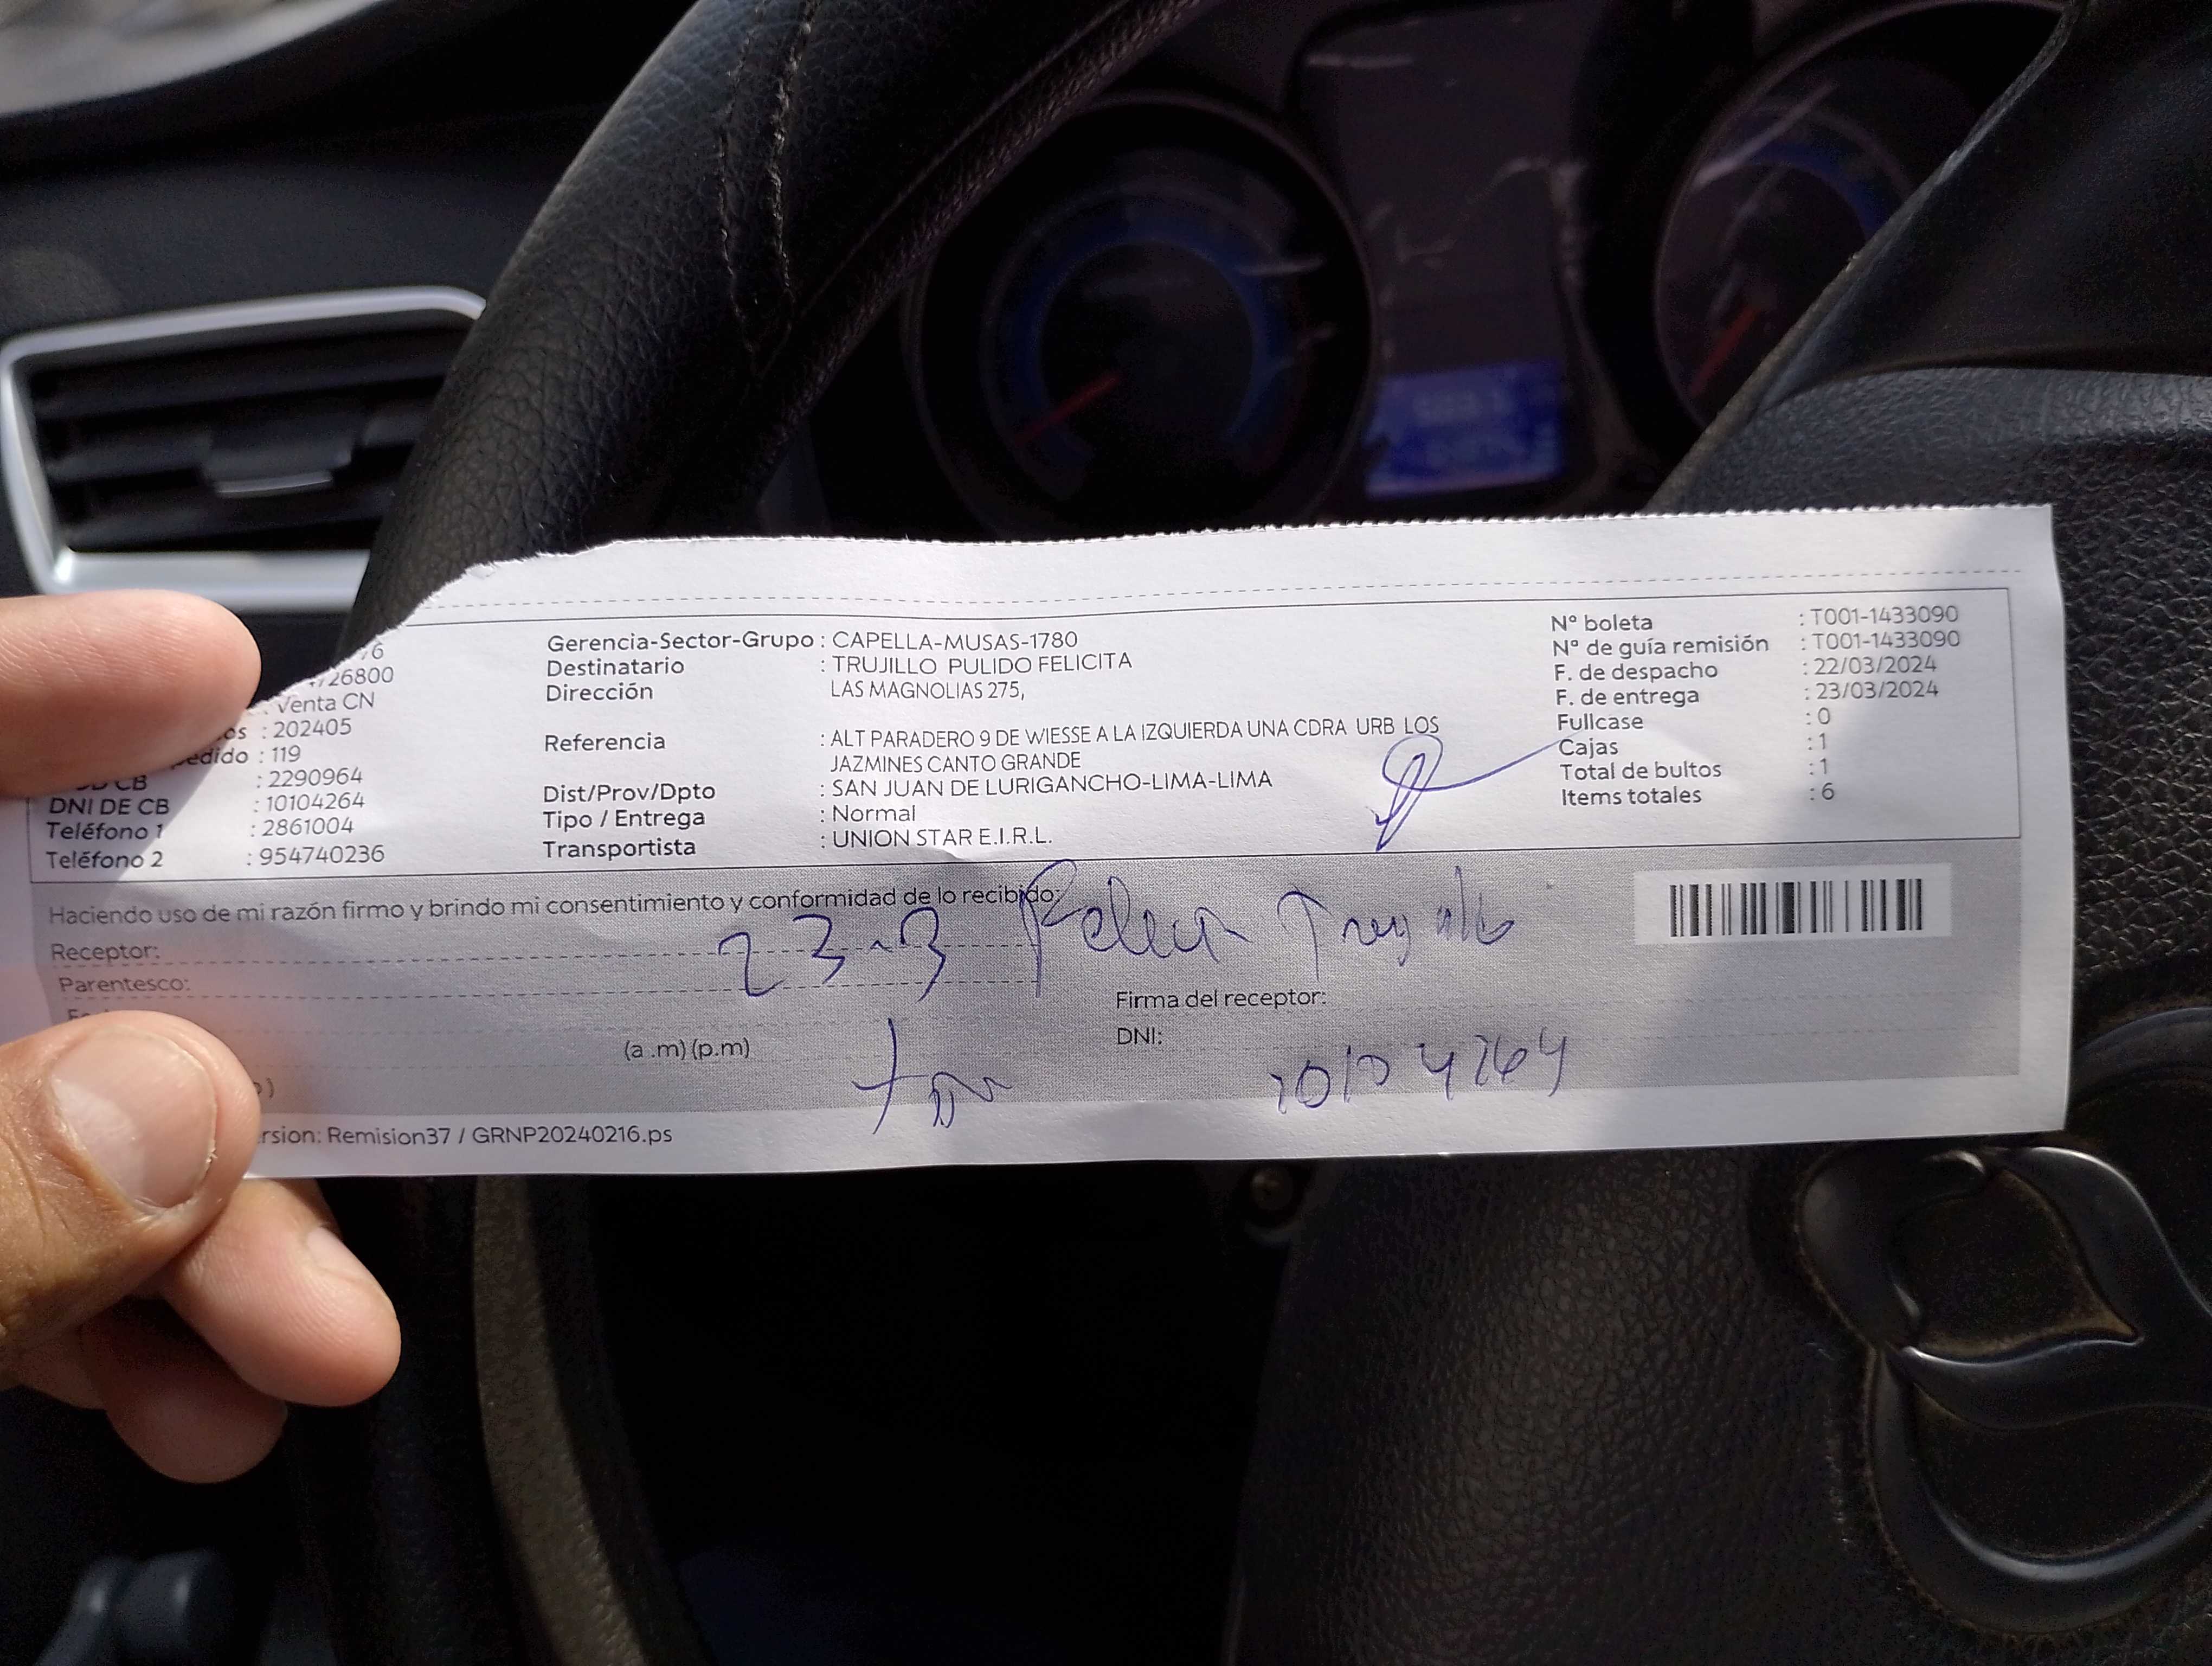 /6
/26800
: Venta CN
os : 202405
edido : 119
CB : 2290964
DNI DE CB : 10104264
Teléfono 1 : 2861004
Teléfono 2 : 954740236
Gerencia-Sector-Grupo : CAPELLA-MUSAS-1780
Destinatario : TRUJILLO PULIDO FELICITA
Dirección LAS MAGNOLIAS 275,
Referencia : ALT PARADERO 9 DE WIESSE A LA IZQUIERDA UNA CDRA URB LOS
JAZMINES CANTO GRANDE
Dist/Prov/Dpto : SAN JUAN DE LURIGANCHO-LIMA-LIMA
Tipo / Entrega : Normal
Transportista : UNION STAR E.I.R.L.
Nº boleta : T001-1433090
Nº de guía remisión : T001-1433090
F. de despacho : 22/03/2024
F. de entrega : 23/03/2024
Fullcase : 0
Cajas : 1
Total de bultos : 1
Items totales : 6
Haciendo uso de mi razón firmo y brindo mi consentimiento y conformidad de lo recibido:
Receptor:
23-3
Parentesco:
Firma del receptor:
(a .m) (p.m)
DNI:
10104264
rsion: Remision37 / GRNP20240216.ps